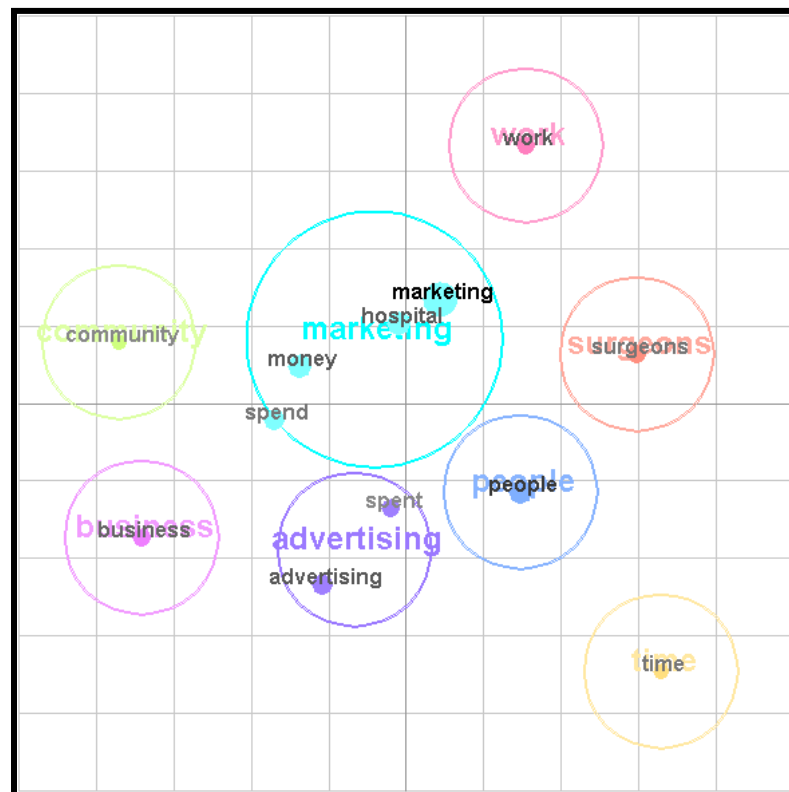 work
work
marketing
hospital
marketing
community
community
surgeons
surgeons
money
spend
people
people
spent
business
business
advertising
advertising
time
time